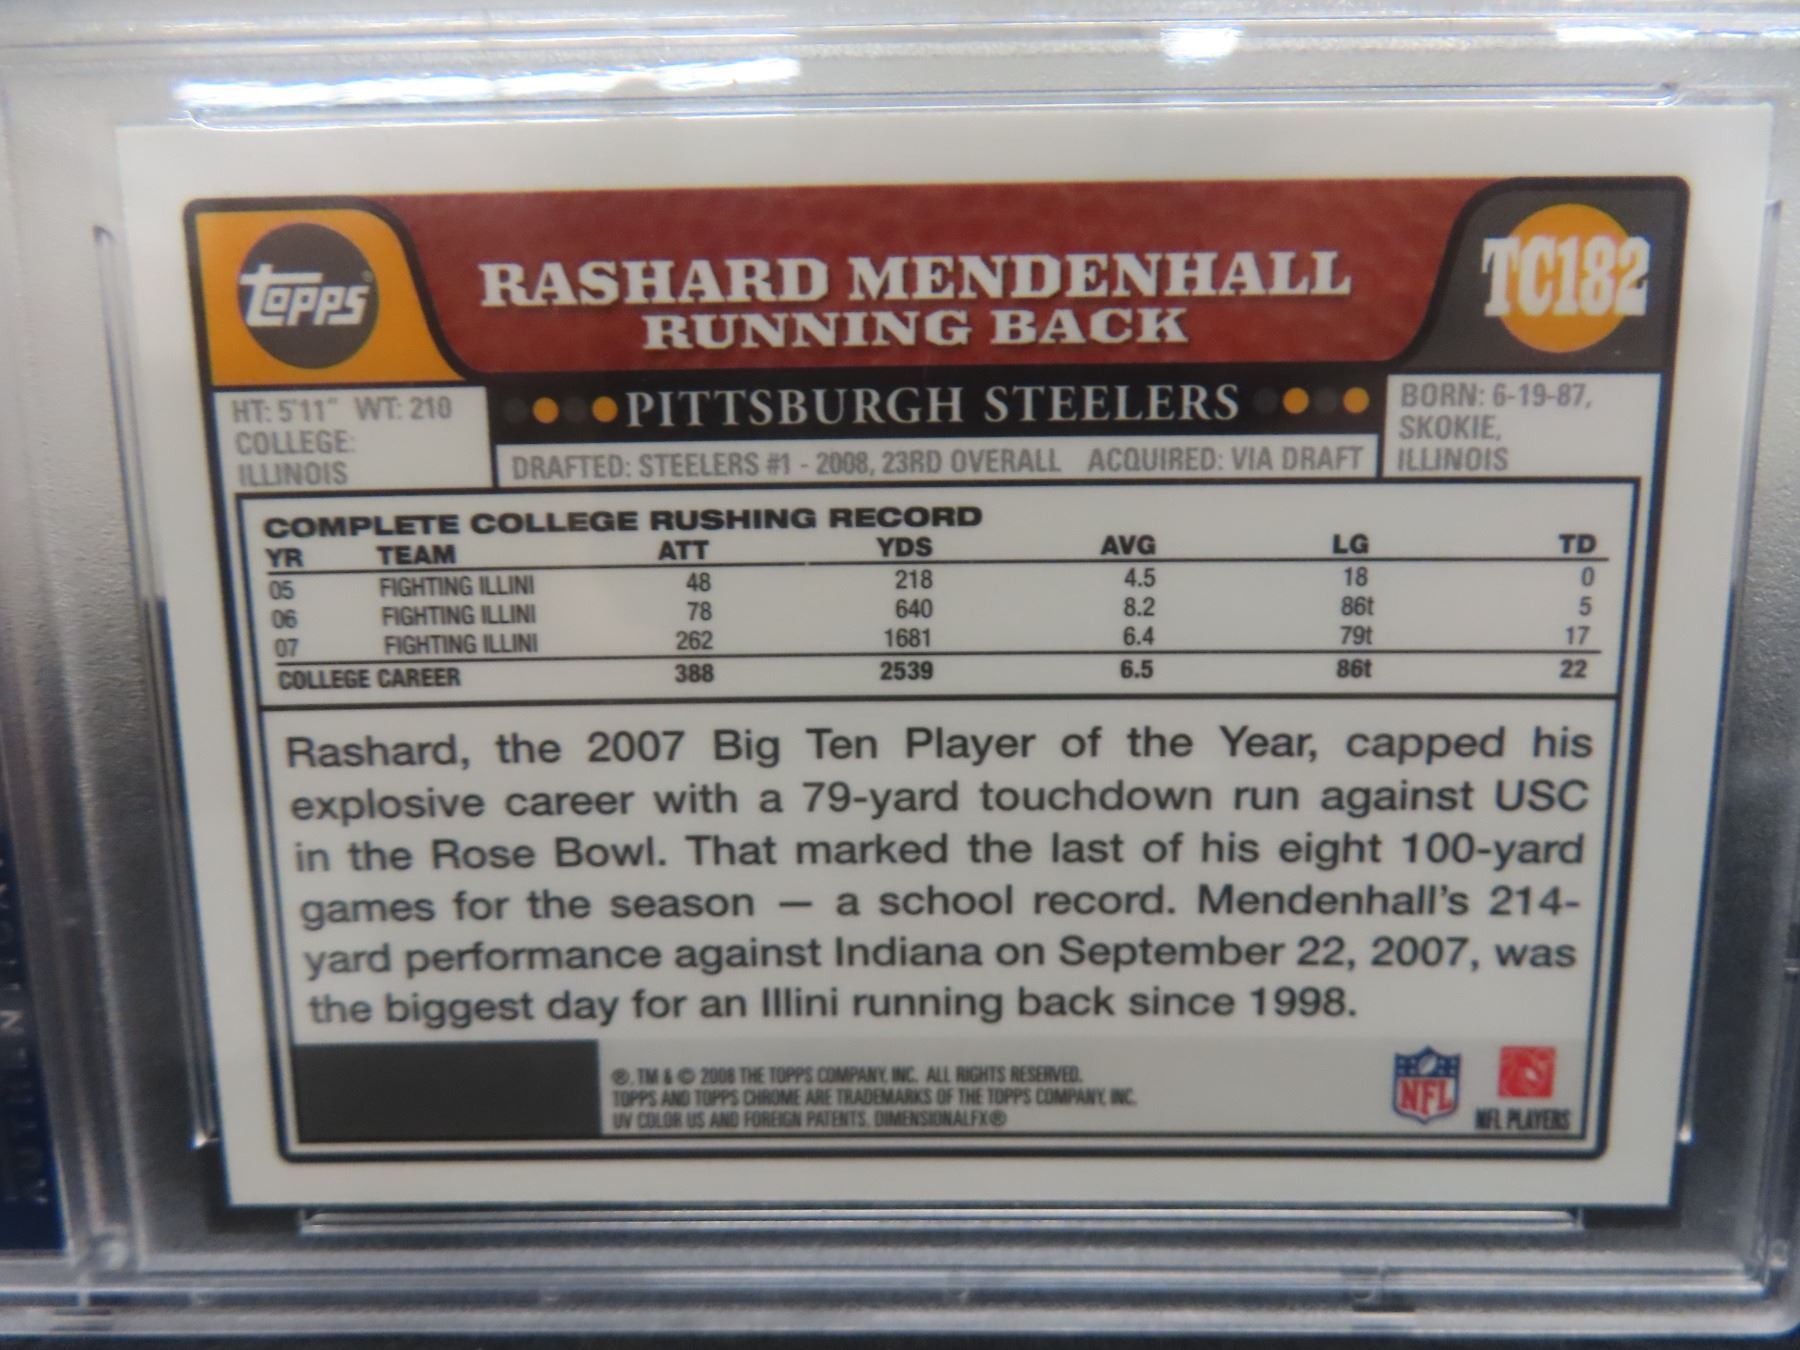 topps
RASHARD MENDENHALL
RUNNING BACK
TC182
PITTSBURGH STEELERS
HT: 5'11" WT: 210
COLLEGE:
ILLINOIS
DRAFTED: STEELERS #1 - 2008, 23RD OVERALL ACQUIRED: VIA DRAFT
BORN: 6-19-87,
SKOKIE,
ILLINOIS
COMPLETE COLLEGE RUSHING RECORD
YR TEAM ATT YDS AVG LG TD
05 FIGHTING ILLINI 48 218 4.5 18 0
06 FIGHTING ILLINI 78 640 8.2 86t 5
07 FIGHTING ILLINI 262 1681 6.4 79t 17
COLLEGE CAREER 388 2539 6.5 86t 22
Rashard, the 2007 Big Ten Player of the Year, capped his
explosive career with a 79-yard touchdown run against USC
in the Rose Bowl. That marked the last of his eight 100-yard
games for the season — a school record. Mendenhall's 214-
yard performance against Indiana on September 22, 2007, was
the biggest day for an Illini running back since 1998.
®, TM & © 2008 THE TOPPS COMPANY, INC. ALL RIGHTS RESERVED.
TOPPS AND TOPPS CHROME ARE TRADEMARKS OF THE TOPPS COMPANY, INC.
UV COLOR US AND FOREIGN PATENTS. DIMENSIONALFX®
NFL
NFL PLAYERS